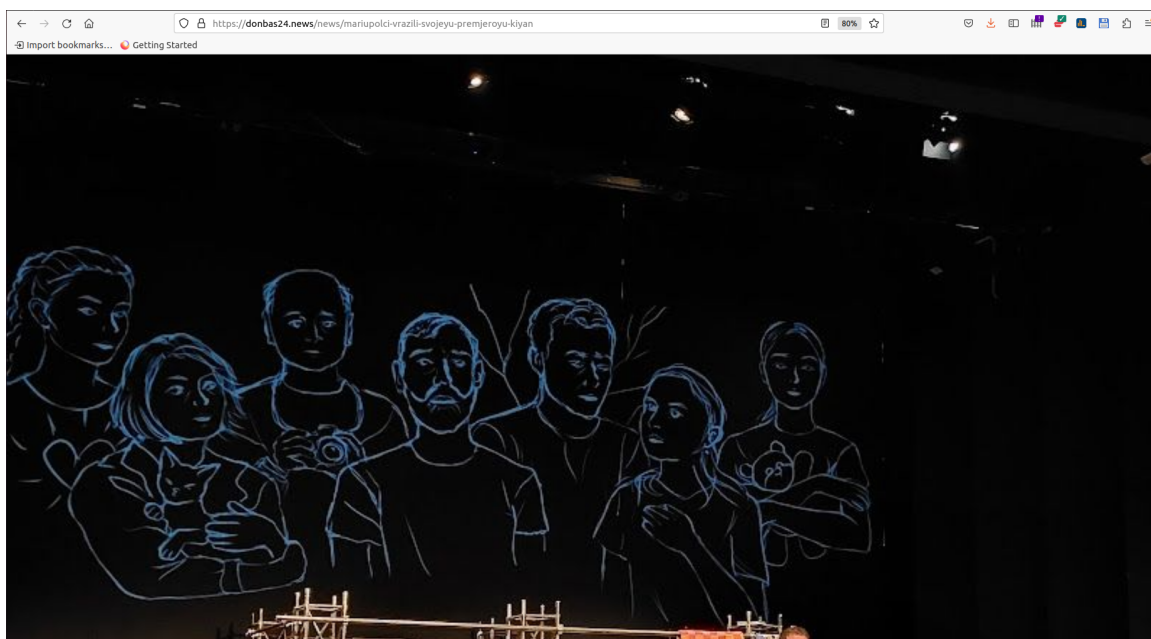 https://donbas24.news/news/mariupolci-vrazili-svojeyu-premjeroyu-kiyan
80%
Import bookmarks...
Getting Started